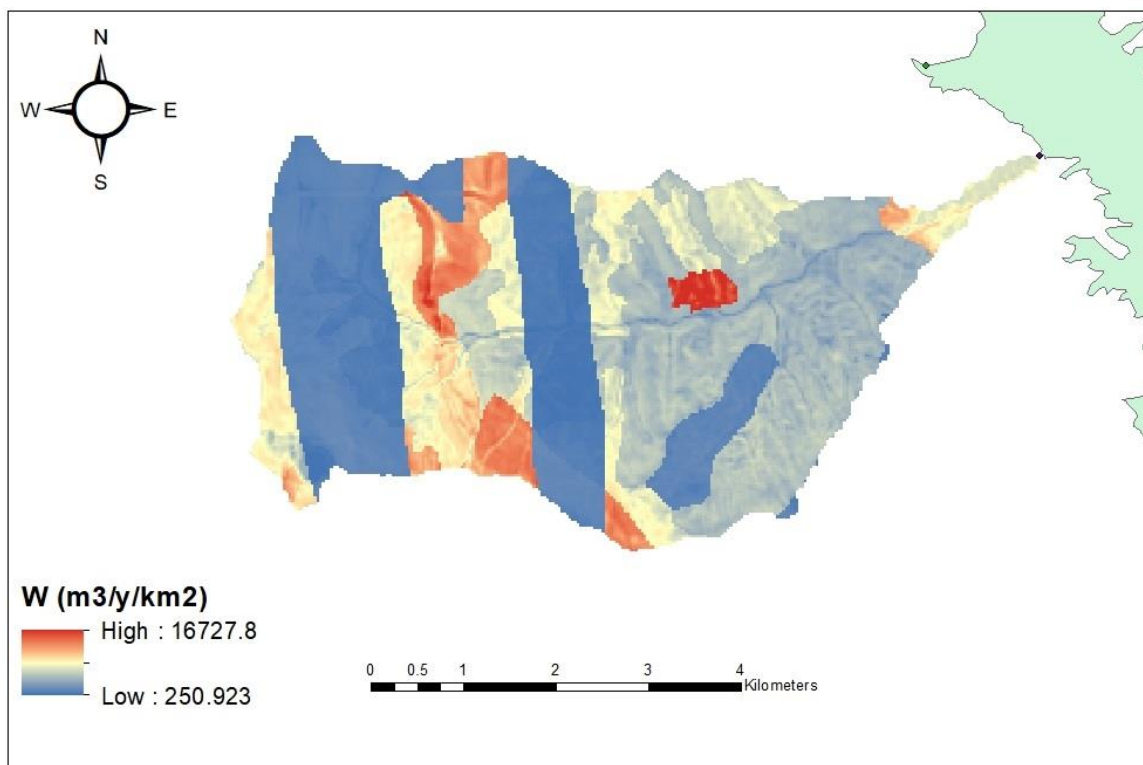 N
W E
S
W (m3/y/km2)
High : 16727.8
Low : 250.923
0 0.5 1 2 3 4
Kilometers